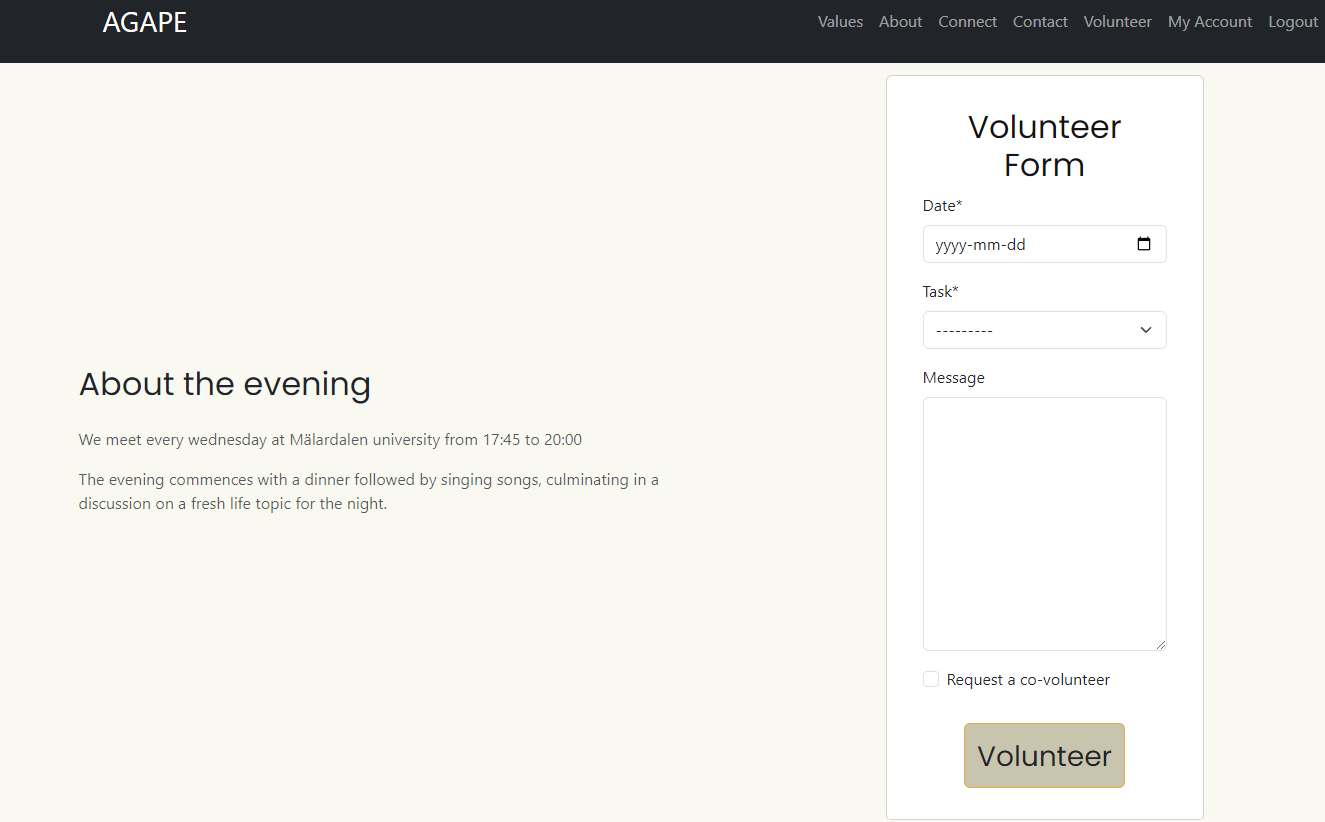 AGAPE
Values About Connect Contact Volunteer My Account Logout
About the evening
We meet every wednesday at Mälardalen university from 17:45 to 20:00
The evening commences with a dinner followed by singing songs, culminating in a
discussion on a fresh life topic for the night.
Volunteer
Form
Date*
yyyy-mm-dd
Task*
---------
Message
Request a co-volunteer
Volunteer